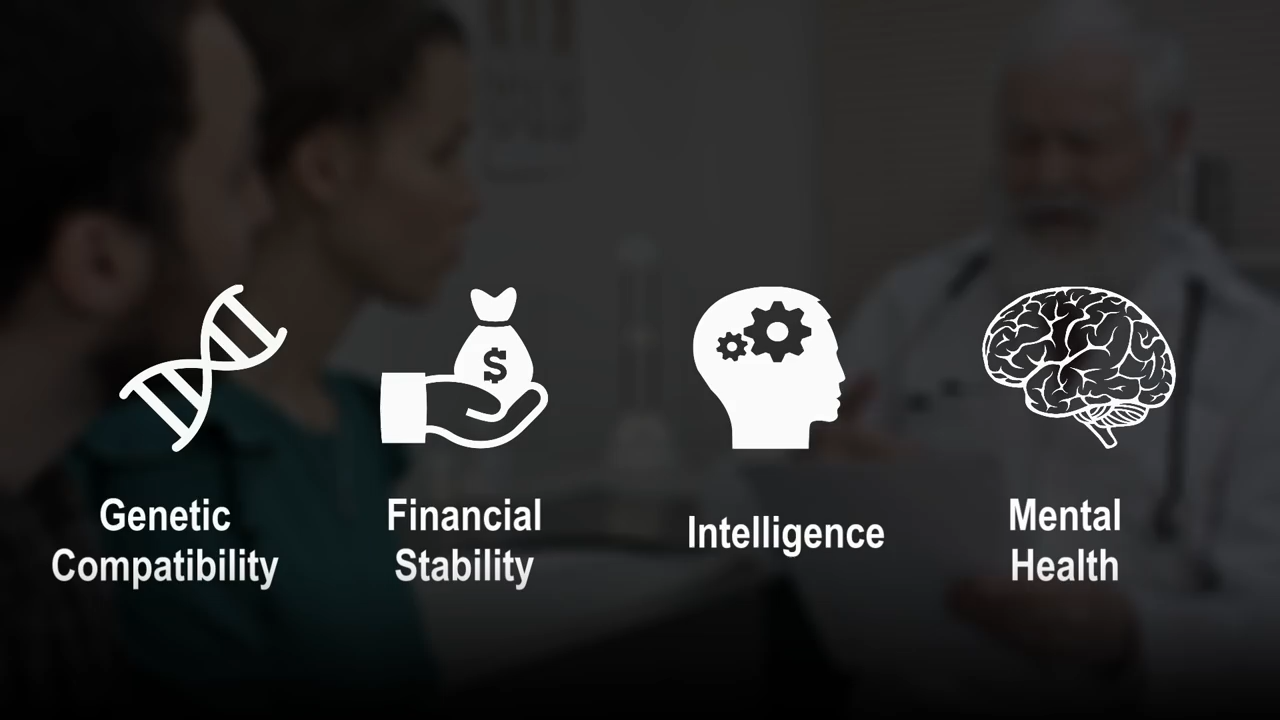 $
Genetic
Compatibility
Financial
Stability
Intelligence
Mental
Health